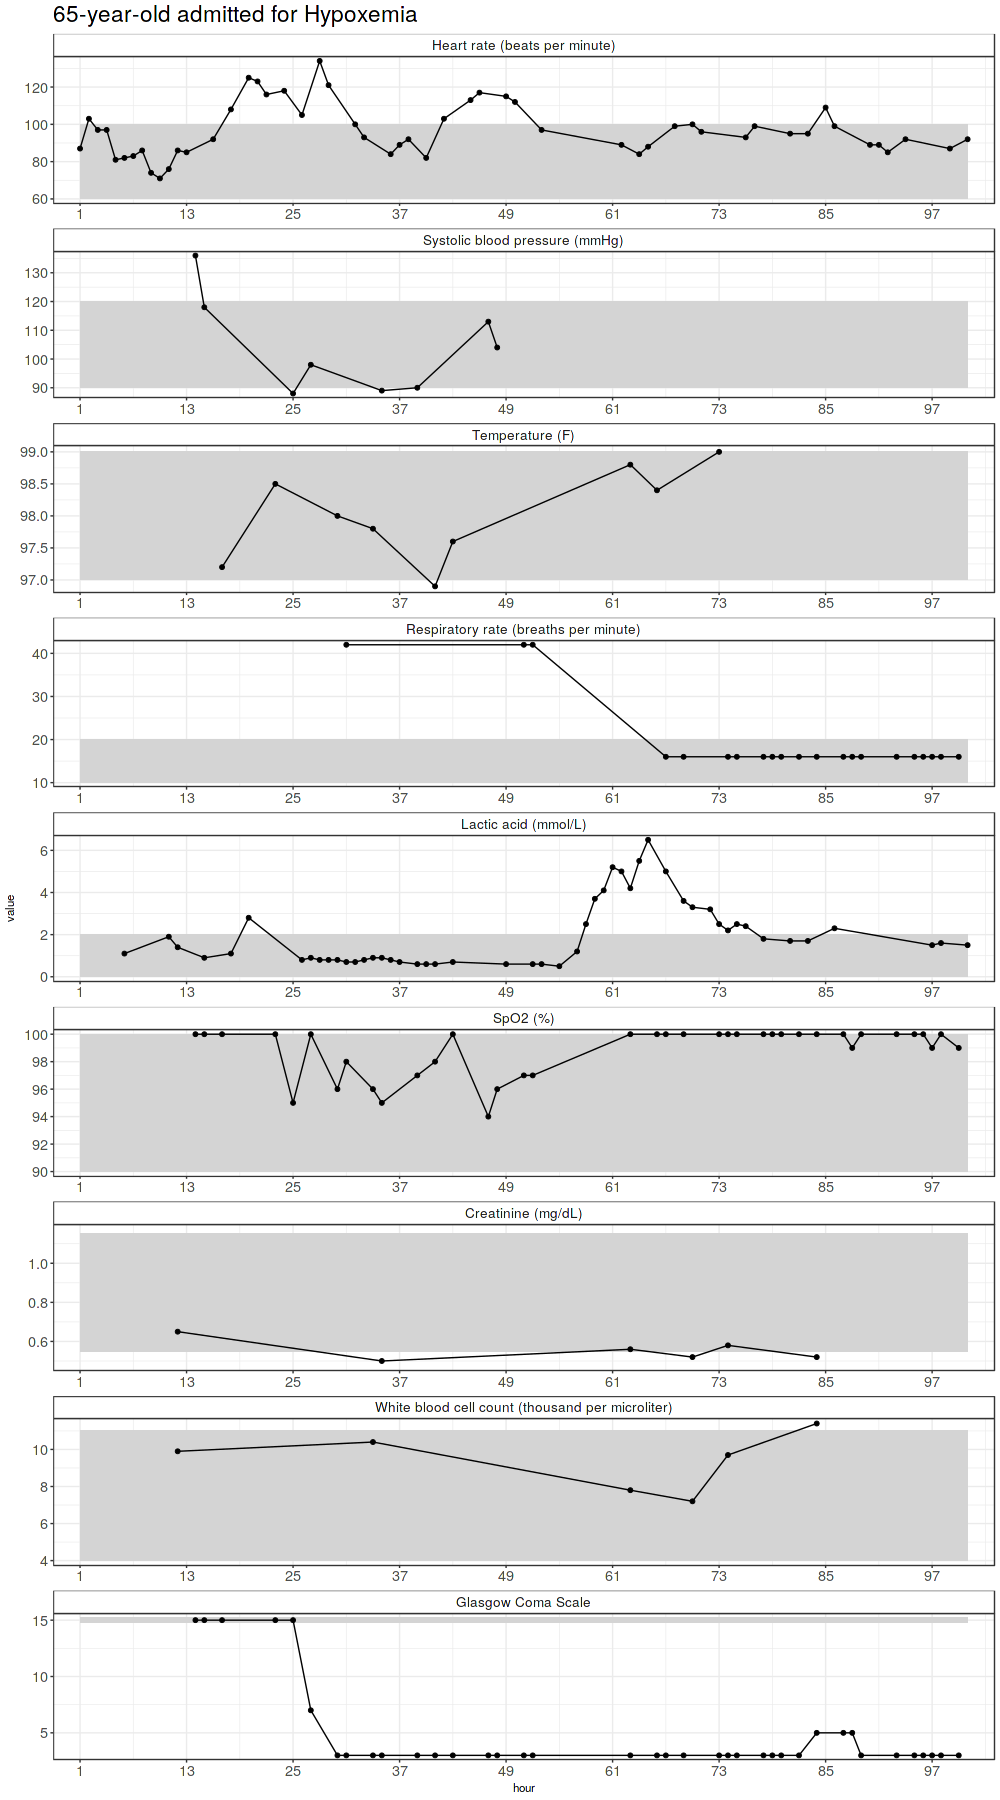 65-year-old admitted for Hypoxemia
Heart rate (beats per minute)
120
100
80
60
1 13 25 37 49 61 73 85 97
Systolic blood pressure (mmHg)
130
120
110
100
90
1 13 25 37 49 61 73 85 97
Temperature (F)
99.0
98.5
98.0
97.5
97.0
1 13 25 37 49 61 73 85 97
Respiratory rate (breaths per minute)
40
30
20
10
1 13 25 37 49 61 73 85 97
Lactic acid (mmol/L)
6
4
2
0
1 13 25 37 49 61 73 85 97
value
SpO2 (%)
100
98
96
94
92
90
1 13 25 37 49 61 73 85 97
Creatinine (mg/dL)
1.0
0.8
0.6
1 13 25 37 49 61 73 85 97
White blood cell count (thousand per microliter)
10
8
6
4
1 13 25 37 49 61 73 85 97
Glasgow Coma Scale
15
10
5
1 13 25 37 49 61 73 85 97
hour